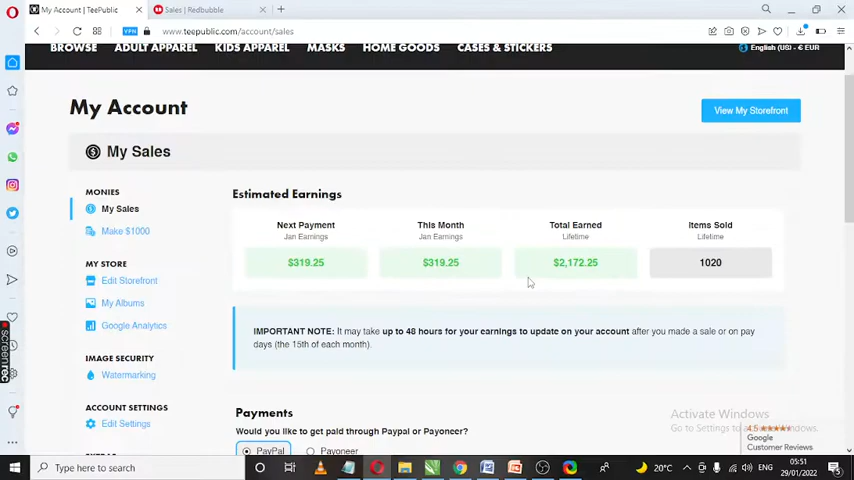 My Account | TeePublic
Sales | Redbubble
VPN
www.teepublic.com/account/sales
BROWSE ADULT APPAREL KIDS APPAREL MASKS HOME GOODS CASES & STICKERS
English (US) - € EUR
My Account
View My Storefront
My Sales
MONIES
My Sales
Make $1000
MY STORE
Edit Storefront
My Albums
Google Analytics
IMAGE SECURITY
Watermarking
ACCOUNT SETTINGS
Edit Settings
Estimated Earnings
Next Payment This Month Total Earned Items Sold
Jan Earnings Jan Earnings Lifetime Lifetime
$319.25 $319.25 $2,172.25 1020
IMPORTANT NOTE: It may take up to 48 hours for your earnings to update on your account after you made a sale or on pay
days (the 15th of each month).
Payments
Would you like to get paid through Paypal or Payoneer?
PayPal Payoneer
Activate Windows
Go to Settings to
4.5
Google
Customer Reviews
screenrec
Type here to search
20°C
ENG
05:51
29/01/2022